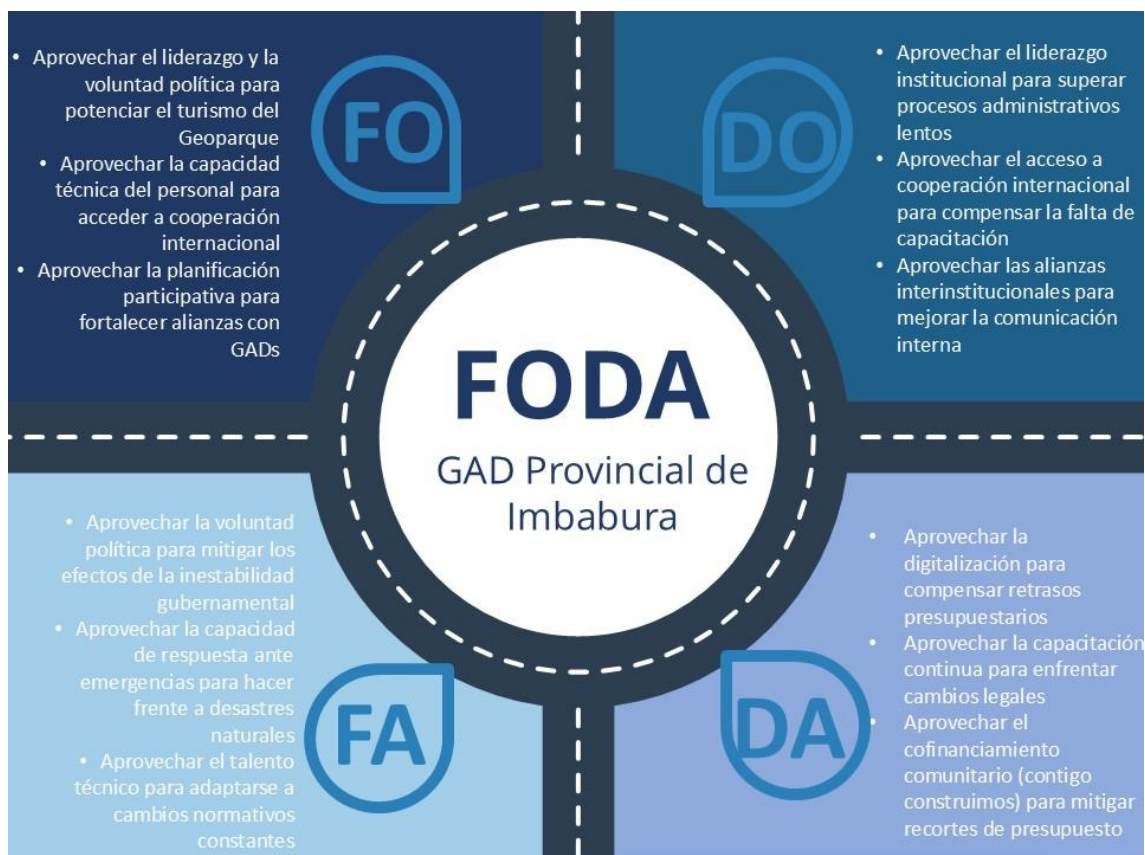 • Aprovechar el liderazgo y la
voluntad política para
potenciar el turismo del
Geoparque
• Aprovechar la capacidad
técnica del personal para
acceder a cooperación
internacional
• Aprovechar la planificación
participativa para
fortalecer alianzas con
GADs
FO
DO
• Aprovechar el liderazgo
institucional para superar
procesos administrativos
lentos
• Aprovechar el acceso a
cooperación internacional
para compensar la falta de
capacitación
• Aprovechar las alianzas
interinstitucionales para
mejorar la comunicación
interna
FODA
GAD Provincial de
Imbabura
• Aprovechar la voluntad
política para mitigar los
efectos de la inestabilidad
gubernamental
• Aprovechar la capacidad
de respuesta ante
emergencias para hacer
frente a desastres
naturales
• Aprovechar el talento
técnico para adaptarse a
cambios normativos
constantes
FA
DA
• Aprovechar la
digitalización para
compensar retrasos
presupuestarios
• Aprovechar la capacitación
continua para enfrentar
cambios legales
• Aprovechar el
cofinanciamiento
comunitario (contigo
construimos) para mitigar
recortes de presupuesto